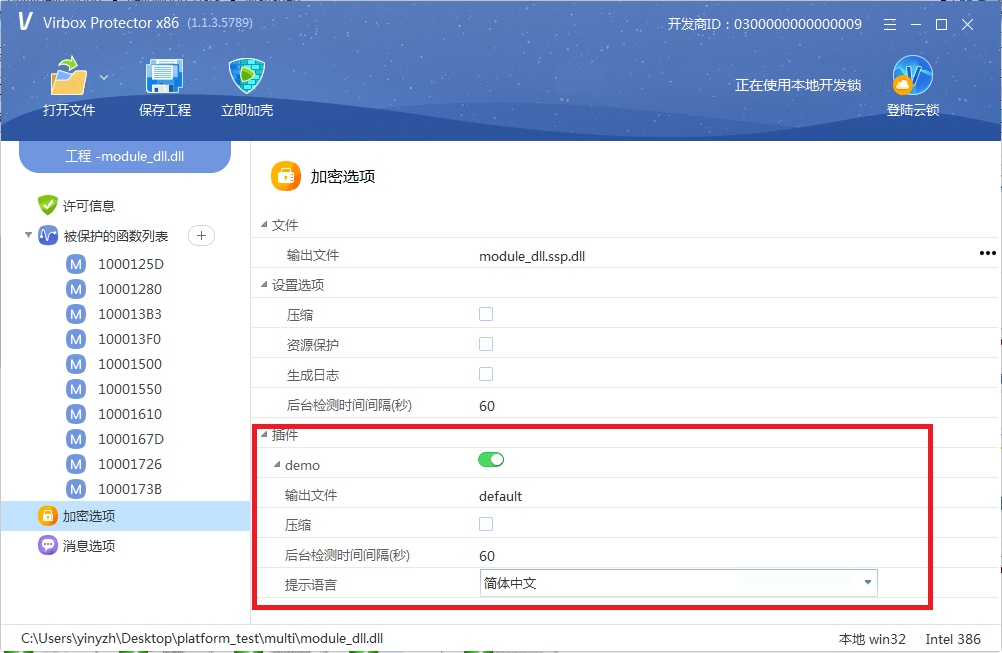 V Virbox Protector x86 (1.1.3.5789) 开发商ID：0300000000000009
正在使用本地开发锁
打开文件 保存工程 立即加壳 登陆云锁
工程 -module_dll.dll
许可信息
被保护的函数列表
M 1000125D
M 10001280
M 100013B3
M 100013F0
M 10001500
M 10001550
M 10001610
M 1000167D
M 10001726
M 1000173B
加密选项
消息选项
加密选项
文件
输出文件 module_dll.ssp.dll
设置选项
压缩
资源保护
生成日志
后台检测时间间隔(秒) 60
插件
demo
输出文件 default
压缩
后台检测时间间隔(秒) 60
提示语言 简体中文
C:\Users\yinyzh\Desktop\platform_test\multi\module_dll.dll 本地 win32 Intel 386